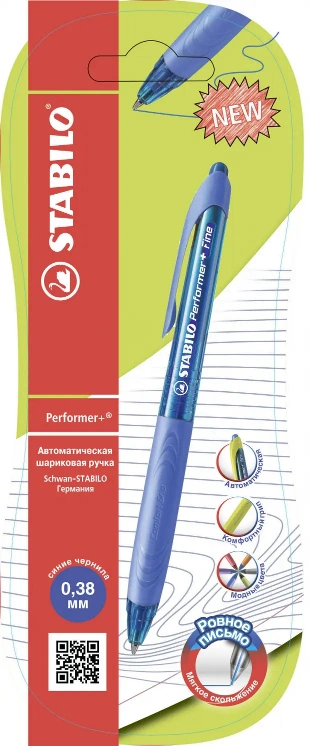 NEW
STABILO
STABILO Performer+ Fine
Performer+®
Автоматическая
шариковая ручка
Schwan-STABILO
Германия
синие чернила
0,38
мм
Автоматическая
Комфортный грип
Модные цвета
РОВНОЕ
ПИСЬМО
Мягкое скольжение